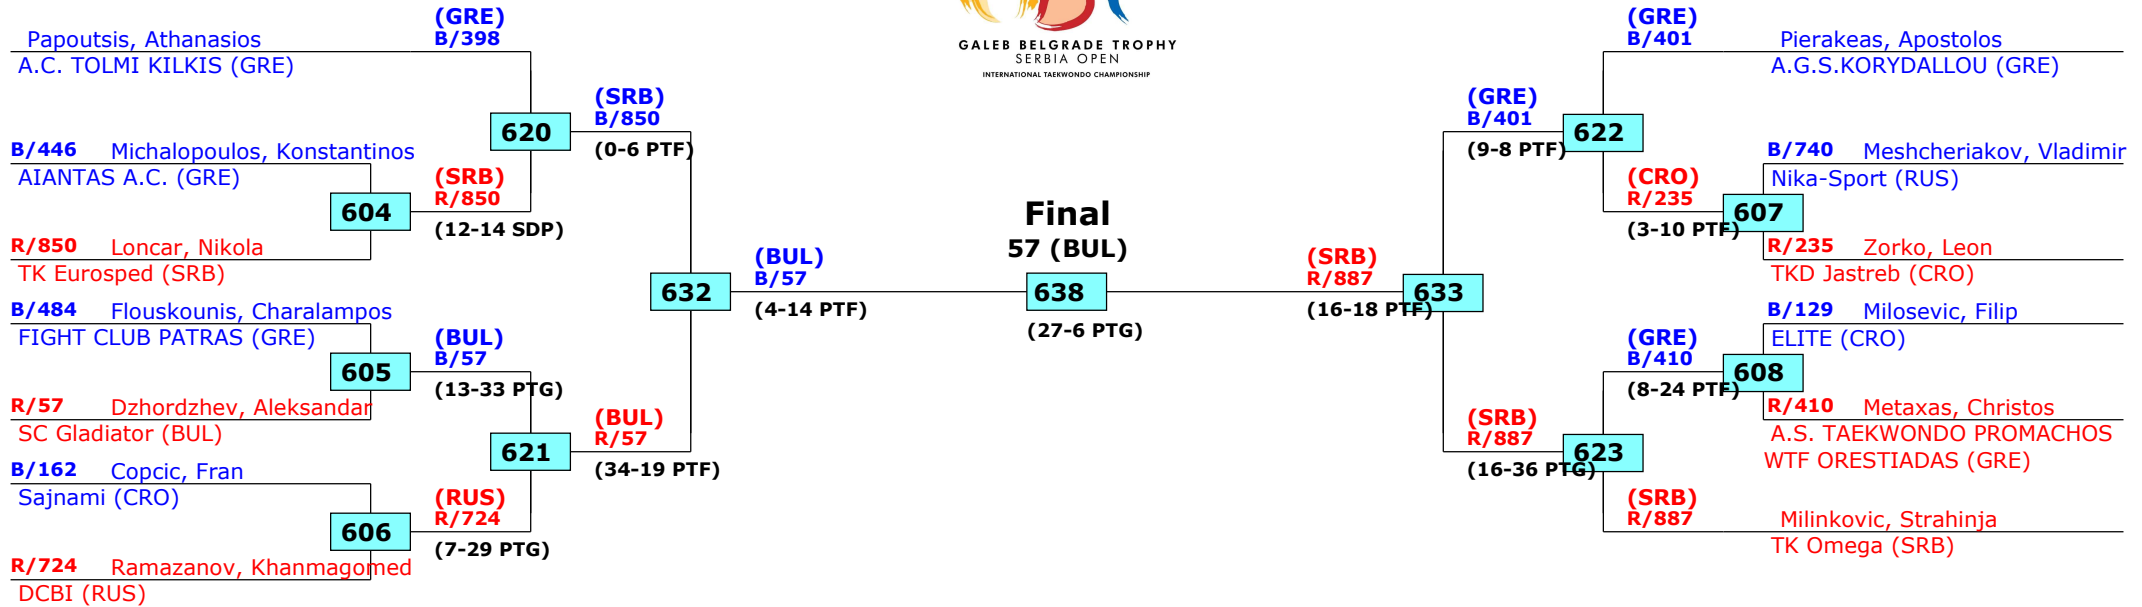 GALEB BELGRADE TROPHY
SERBIA OPEN
INTERNATIONAL TAEKWONDO CHAMPIONSHIP
Papoutsis, Athanasios
A.C. TOLMI KILKIS (GRE)
(GRE)
B/398
B/446 Michalopoulos, Konstantinos
AIANTAS A.C. (GRE)
604
R/850 Loncar, Nikola
TK Eurosped (SRB)
(SRB)
R/850
(12-14 SDP)
620
(SRB)
B/850
(0-6 PTF)
B/484 Flouskounis, Charalampos
FIGHT CLUB PATRAS (GRE)
605
R/57 Dzhordzhev, Aleksandar
SC Gladiator (BUL)
(BUL)
B/57
(13-33 PTG)
B/162 Copcic, Fran
Sajnami (CRO)
606
R/724 Ramazanov, Khanmagomed
DCBI (RUS)
(RUS)
R/724
(7-29 PTG)
621
(BUL)
R/57
(34-19 PTF)
632
(BUL)
B/57
(4-14 PTF)
Final
57 (BUL)
638
(27-6 PTG)
(SRB)
R/887
(16-18 PTF)
633
(GRE)
B/401
(9-8 PTF)
622
(GRE)
B/401
Pierakeas, Apostolos
A.G.S.KORYDALLOU (GRE)
(CRO)
R/235
(3-10 PTF)
607
B/740 Meshcheriakov, Vladimir
Nika-Sport (RUS)
R/235 Zorko, Leon
TKD Jastreb (CRO)
(SRB)
R/887
(16-36 PTG)
623
(GRE)
B/410
(8-24 PTF)
608
B/129 Milosevic, Filip
ELITE (CRO)
R/410 Metaxas, Christos
A.S. TAEKWONDO PROMACHOS
WTF ORESTIADAS (GRE)
(SRB)
R/887
Milinkovic, Strahinja
TK Omega (SRB)